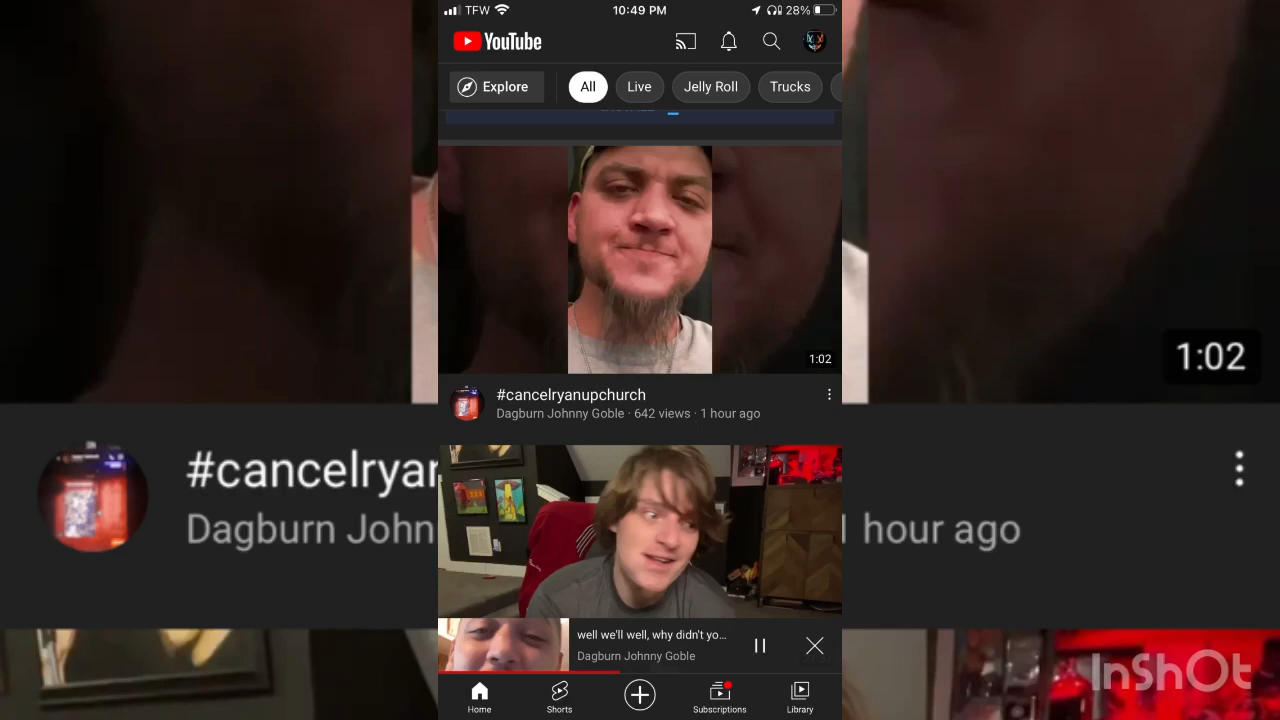 TFW
10:49 PM
28%
YouTube
Explore
All
Live
Jelly Roll
Trucks
1:02
#cancelryanupchurch
Dagburn Johnny Goble · 642 views · 1 hour ago
well we'll well, why didn't yo...
Dagburn Johnny Goble
Home
Shorts
Subscriptions
Library
1:02
#cancelryan
Dagburn John
1 hour ago
InShOt